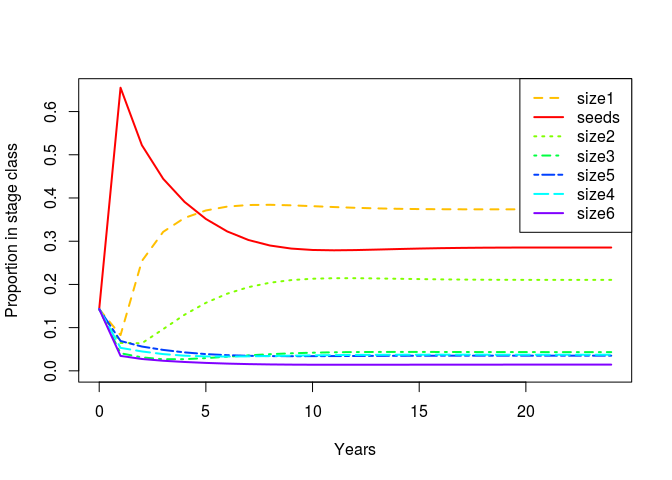 size1
seeds
size2
size3
size5
size4
size6
Proportion in stage class
0.6
0.5
0.4
0.3
0.2
0.1
0.0
0 5 10 15 20
Years